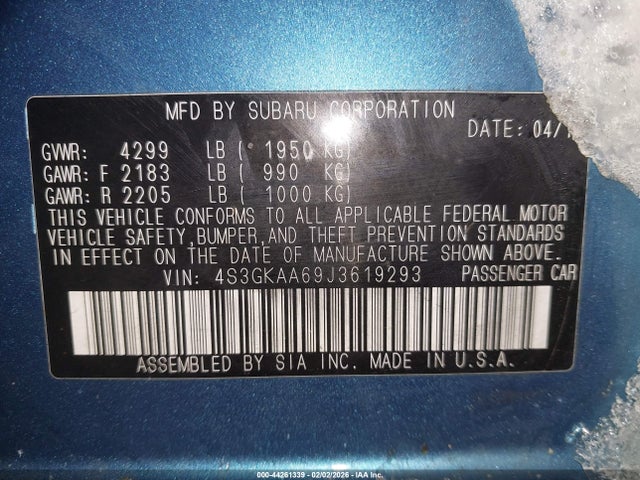 MFD BY SUBARU CORPORATION
DATE: 04/1
GVWR: 4299 LB ( 1950 KG)
GAWR: F 2183 LB ( 990 KG)
GAWR: R 2205 LB ( 1000 KG)
THIS VEHICLE CONFORMS TO ALL APPLICABLE FEDERAL MOTOR
VEHICLE SAFETY, BUMPER, AND THEFT PREVENTION STANDARDS
IN EFFECT ON THE DATE OF MANUFACTURE SHOWN ABOVE.
VIN: 4S3GKAA69J3619293 PASSENGER CAR
ASSEMBLED BY SIA INC. MADE IN U.S.A.
000-44261339 - 02/02/2026 - IAA Inc.